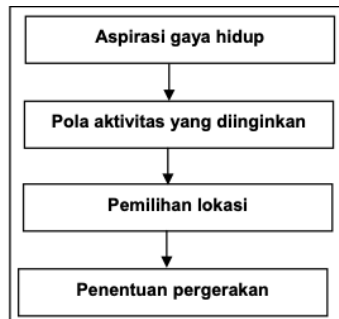 Aspirasi gaya hidup
Pola aktivitas yang diinginkan
Pemilihan lokasi
Penentuan pergerakan